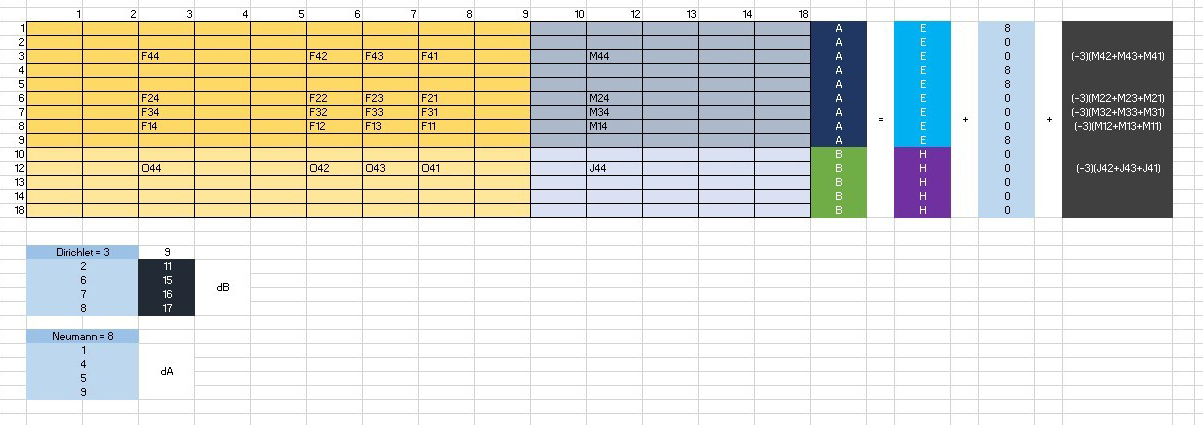 1 2 3 4 5 6 7 8 9 10 12 13 14 18
1 A E 8
2 A E 0
3 F44 F42 F43 F41 M44 A E 0 (-3)(M42+M43+M41)
4 A E 8
5 A E 8
6 F24 F22 F23 F21 M24 A E 0 (-3)(M22+M23+M21)
7 F34 F32 F33 F31 M34 A E 0 (-3)(M32+M33+M31)
8 F14 F12 F13 F11 M14 A = E + 0 + (-3)(M12+M13+M11)
9 A E 8
10 B H 0
12 O44 O42 O43 O41 J44 B H 0 (-3)(J42+J43+J41)
13 B H 0
14 B H 0
18 B H 0
Dirichlet = 3 9
2 11
6 15 dB
7 16
8 17
Neumann = 8
1
4 dA
5
9